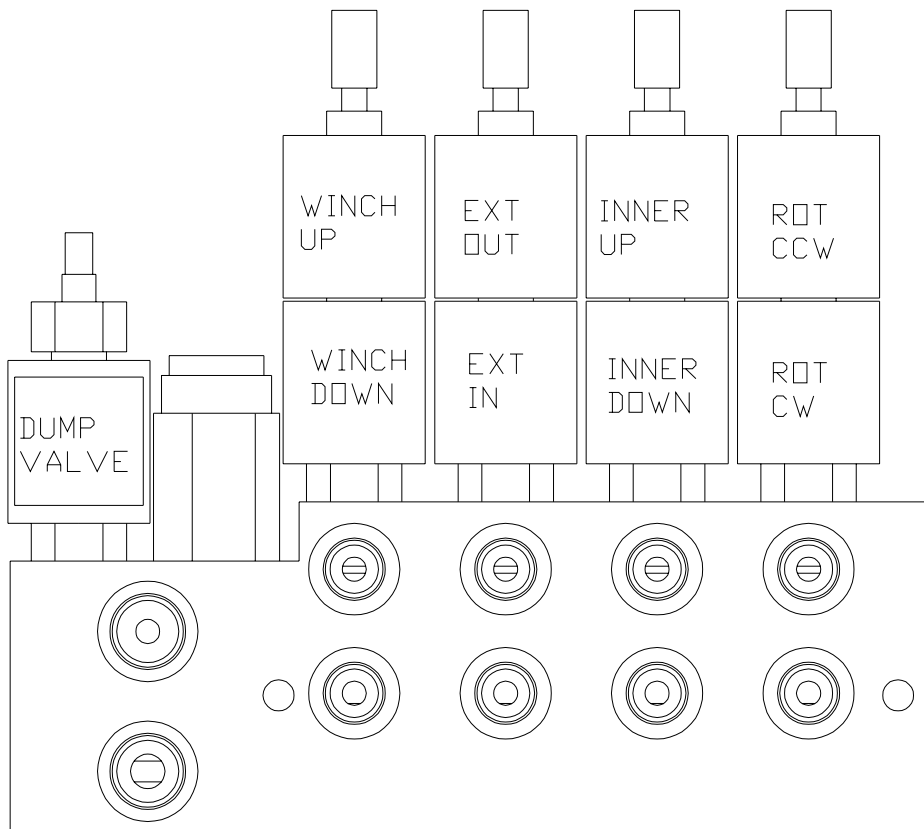 WINCH
UP
EXT
OUT
INNER
UP
ROT
CCW
WINCH
DOWN
EXT
IN
INNER
DOWN
ROT
CW
DUMP
VALVE